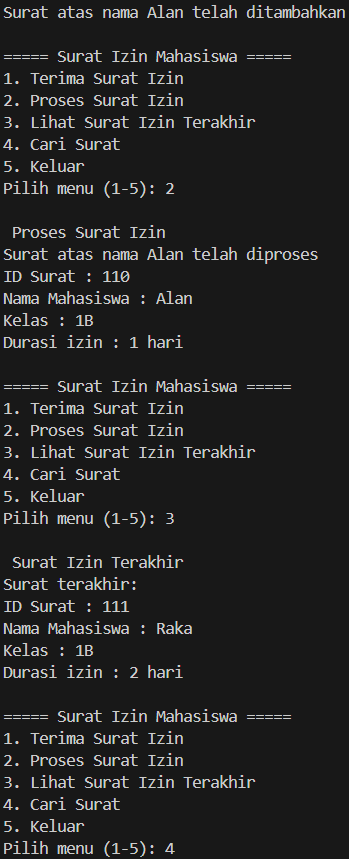 Surat atas nama Alan telah ditambahkan
===== Surat Izin Mahasiswa =====
1. Terima Surat Izin
2. Proses Surat Izin
3. Lihat Surat Izin Terakhir
4. Cari Surat
5. Keluar
Pilih menu (1-5): 2
Proses Surat Izin
Surat atas nama Alan telah diproses
ID Surat : 110
Nama Mahasiswa : Alan
Kelas : 1B
Durasi izin : 1 hari
===== Surat Izin Mahasiswa =====
1. Terima Surat Izin
2. Proses Surat Izin
3. Lihat Surat Izin Terakhir
4. Cari Surat
5. Keluar
Pilih menu (1-5): 3
Surat Izin Terakhir
Surat terakhir:
ID Surat : 111
Nama Mahasiswa : Raka
Kelas : 1B
Durasi izin : 2 hari
===== Surat Izin Mahasiswa =====
1. Terima Surat Izin
2. Proses Surat Izin
3. Lihat Surat Izin Terakhir
4. Cari Surat
5. Keluar
Pilih menu (1-5): 4